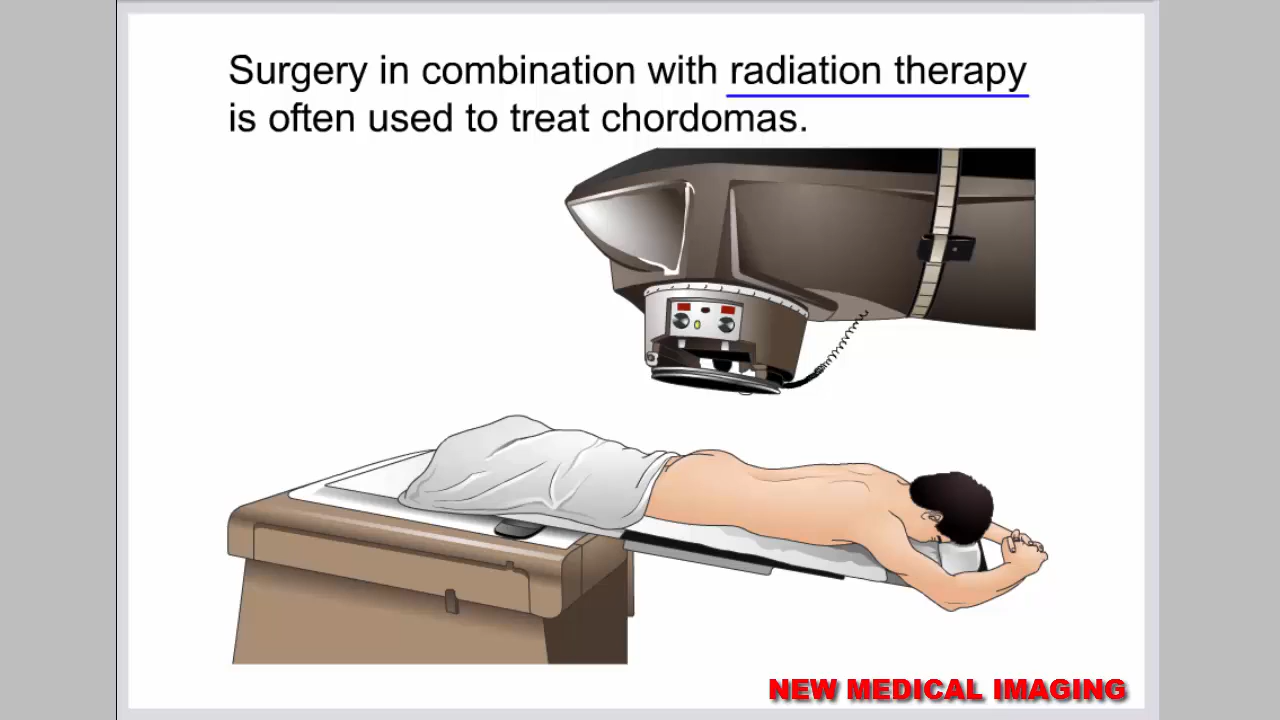 Surgery in combination with radiation therapy
is often used to treat chordomas.
NEW MEDICAL IMAGING